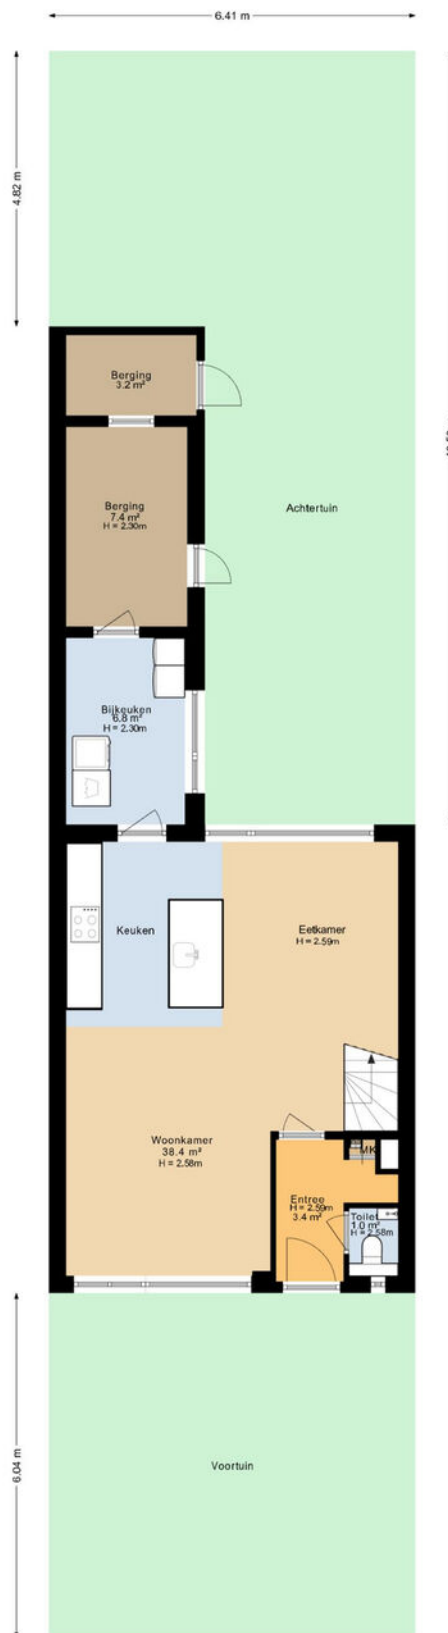 6.41 m
4.82 m
Berging
3.2 m²
Berging
7.4 m²
H = 2.30m
Achtertuin
Bijkeuken
6.8 m²
H = 2.30m
Keuken
Eetkamer
H = 2.59m
Woonkamer
38.4 m²
H = 2.58m
MK
Entree
H = 2.59m
3.4 m²
Toilet
1.0 m²
H = 2.58m
Voortuin
6.04 m